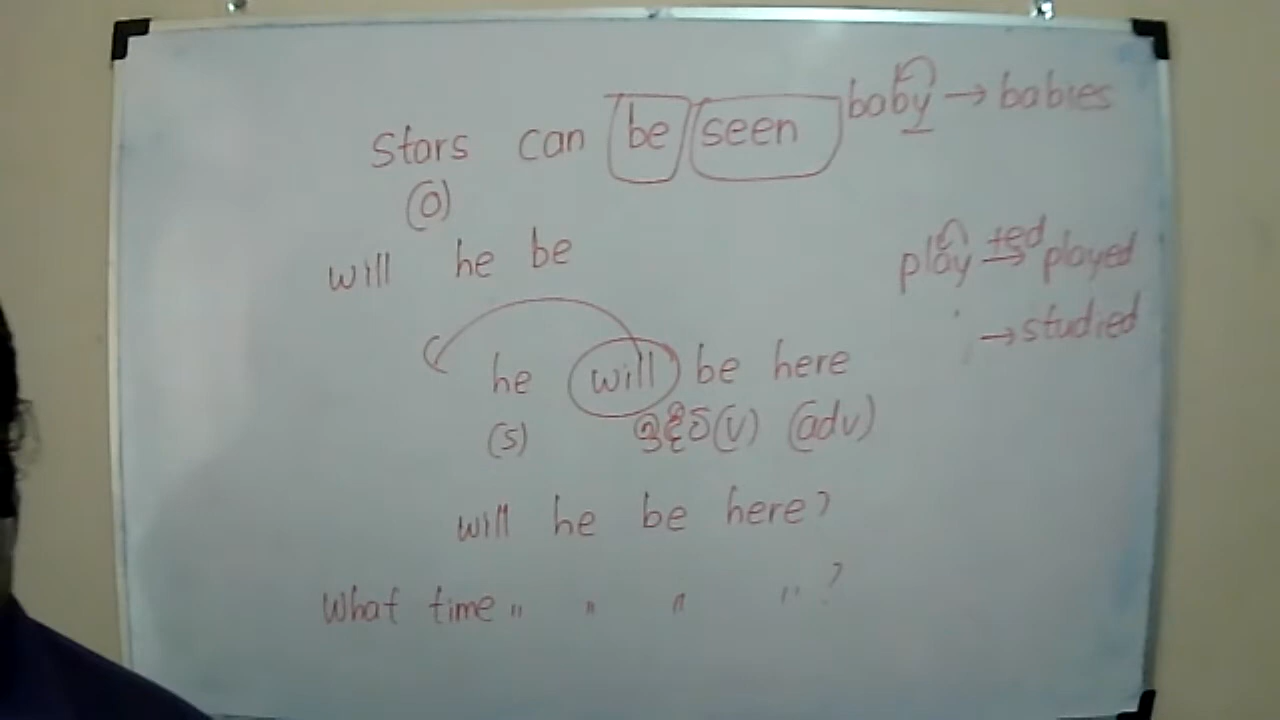 Stars can be seen
(O)
baby → babies
will he be
play +ed → played
→ studied
he will be here
(S) (V) (adv)
will he be here?
What time " " " " ?